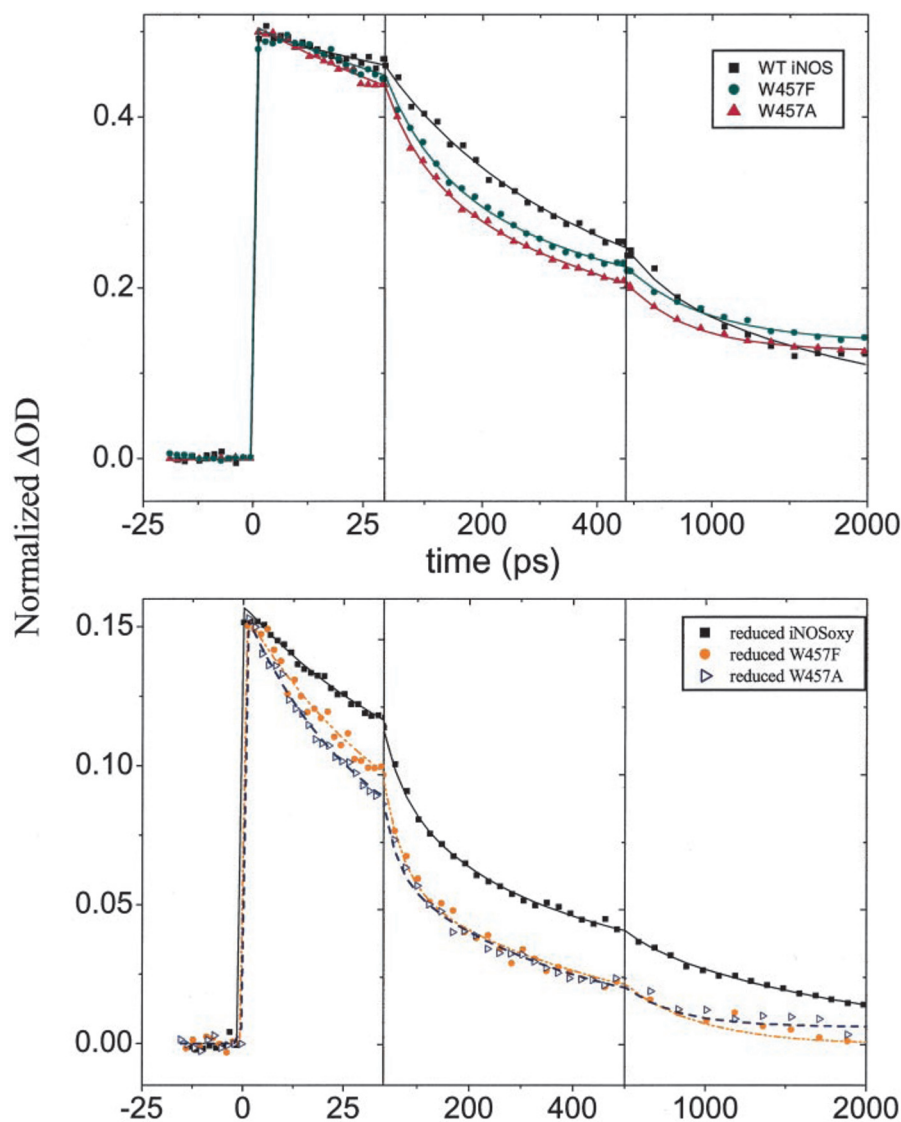 WT iNOS
W457F
W457A
0.4
0.2
0.0
-25 0 25 200 400 1000 2000
time (ps)
Normalized ΔOD
reduced iNOSoxy
reduced W457F
reduced W457A
0.15
0.10
0.05
0.00
-25 0 25 200 400 1000 2000